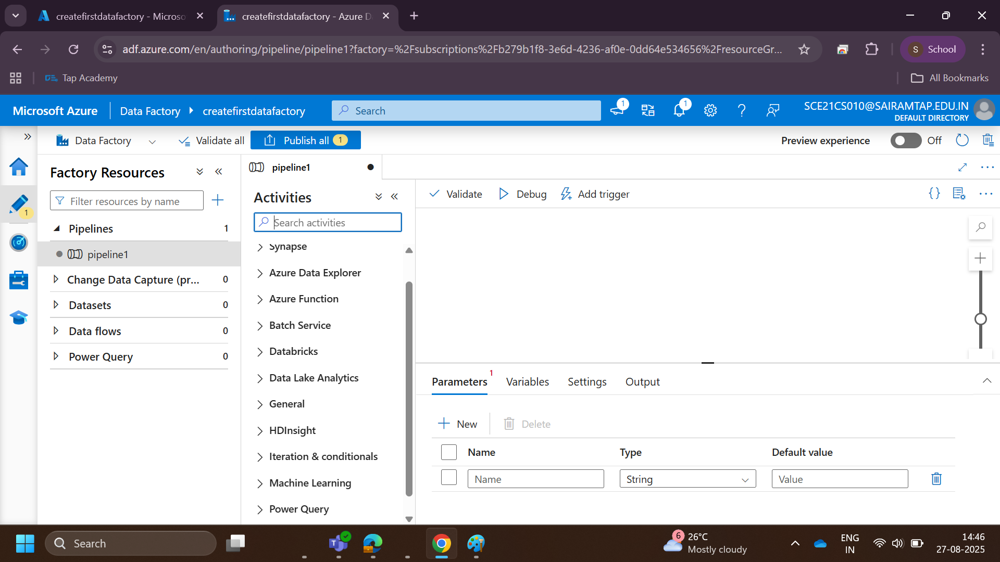 createfirstdatafactory - Microso
createfirstdatafactory - Azure D
adf.azure.com/en/authoring/pipeline/pipeline1?factory=%2Fsubscriptions%2Fb279b1f8-3e6d-4236-af0e-0dd64e534656%2FresourceGr...
S School
Tap Academy
All Bookmarks
Microsoft Azure
Data Factory
createfirstdatafactory
Search
1
1
SCE21CS010@SAIRAMTAP.EDU.IN
DEFAULT DIRECTORY
Data Factory
Validate all
Publish all 1
Preview experience
Off
1
Factory Resources
Filter resources by name
Pipelines 1
pipeline1
Change Data Capture (pr... 0
Datasets 0
Data flows 0
Power Query 0
pipeline1
Activities
Search activities
Synapse
Azure Data Explorer
Azure Function
Batch Service
Databricks
Data Lake Analytics
General
HDInsight
Iteration & conditionals
Machine Learning
Power Query
Validate
Debug
Add trigger
Parameters 1
Variables
Settings
Output
New
Delete
Name
Type
Default value
Name
String
Value
Search
T
6
26°C
Mostly cloudy
ENG
IN
14:46
27-08-2025